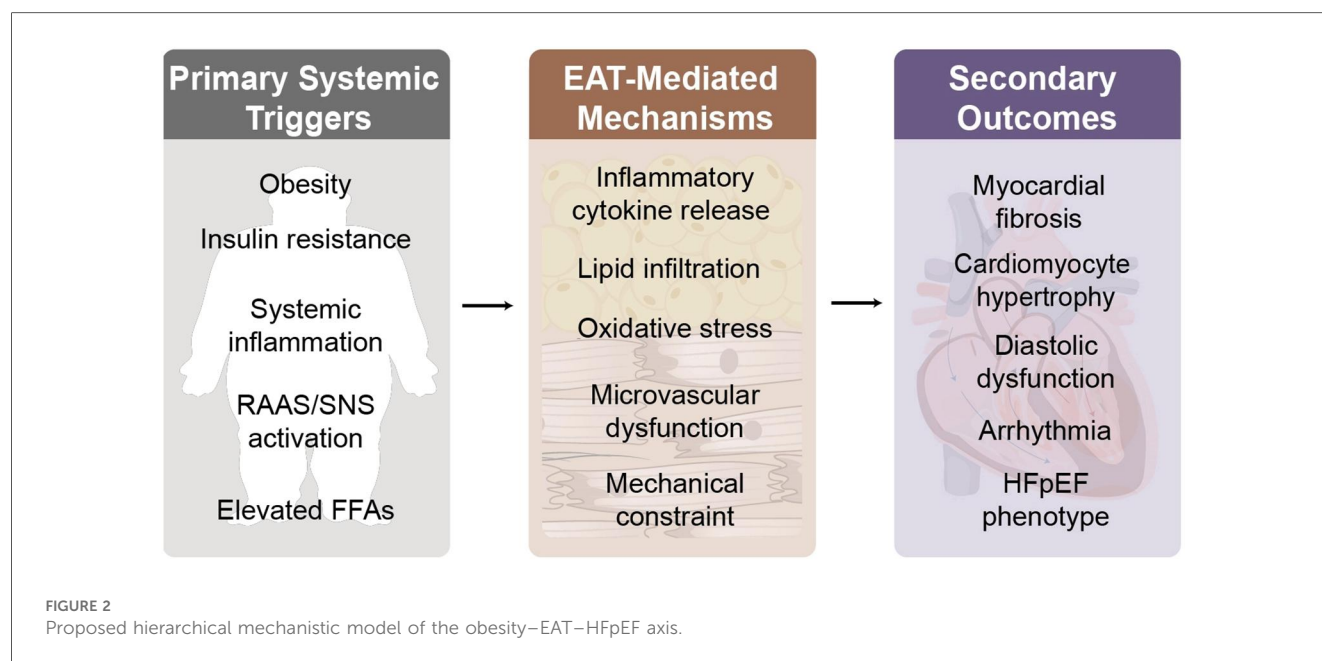 Primary Systemic
Triggers
Obesity
Insulin resistance
Systemic
inflammation
RAAS/SNS
activation
Elevated FFAs
EAT-Mediated
Mechanisms
Inflammatory
cytokine release
Lipid infiltration
Oxidative stress
Microvascular
dysfunction
Mechanical
constraint
Secondary
Outcomes
Myocardial
fibrosis
Cardiomyocyte
hypertrophy
Diastolic
dysfunction
Arrhythmia
HFpEF
phenotype
FIGURE 2
Proposed hierarchical mechanistic model of the obesity–EAT–HFpEF axis.